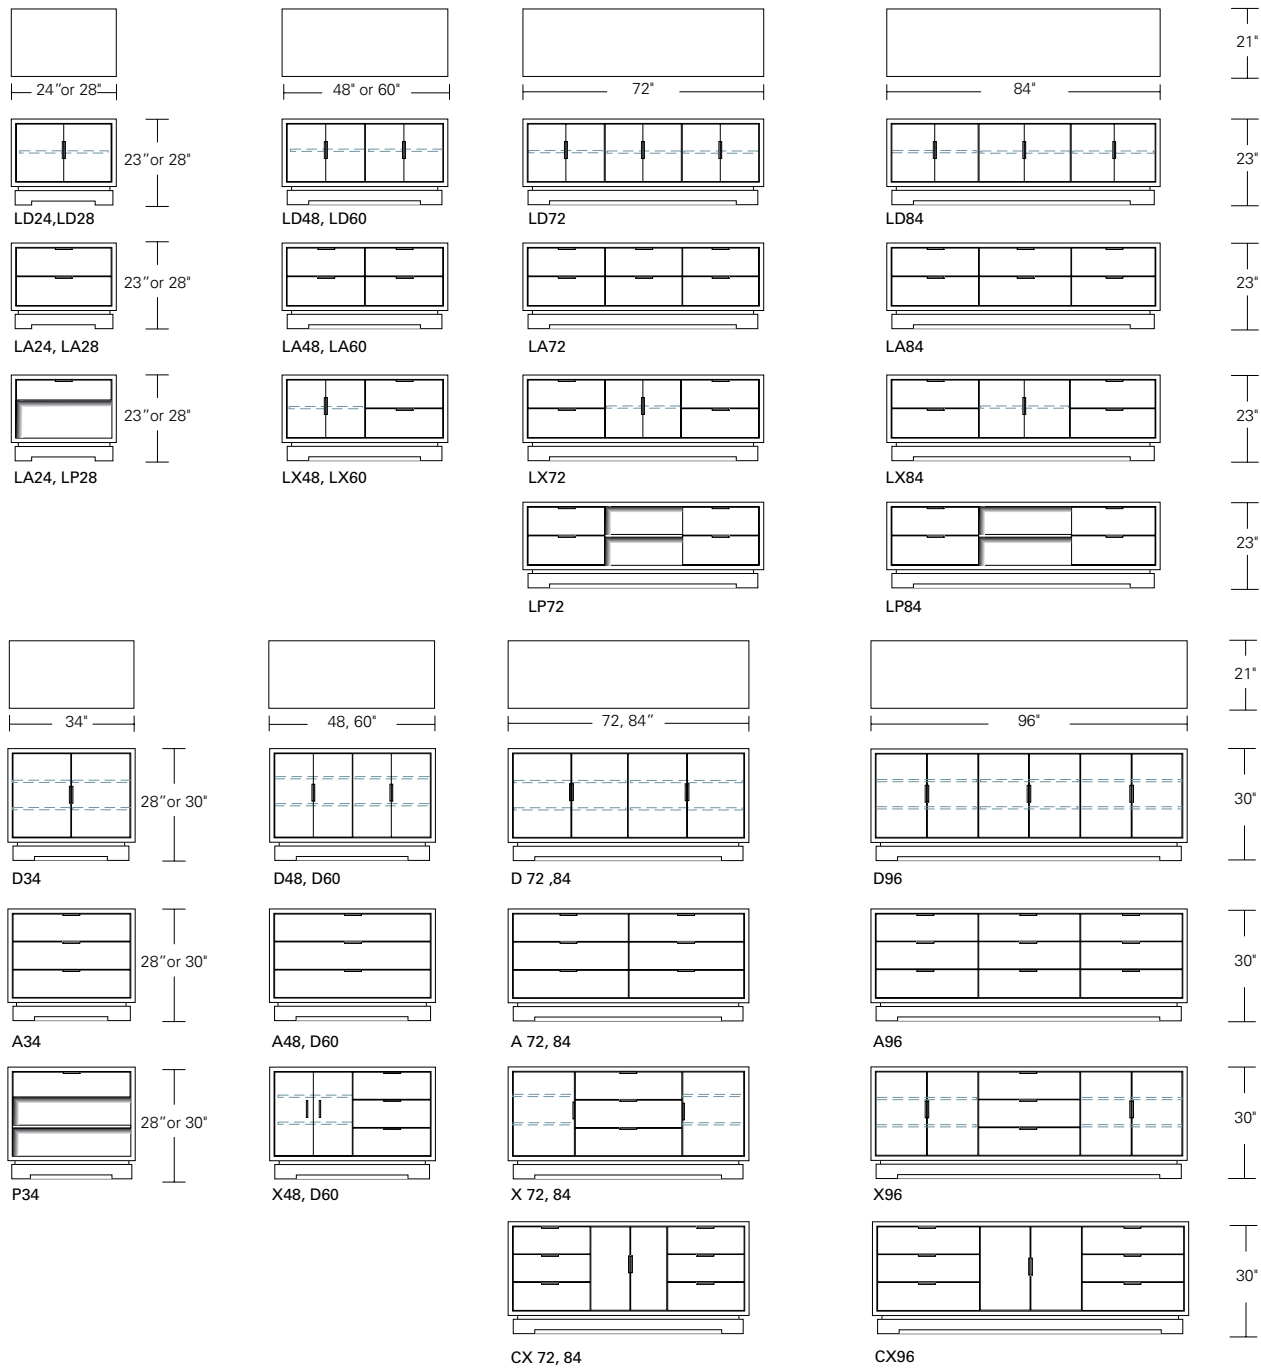 21"
24”or 28"
48" or 60"
72"
84"
23”or 28"
23"
LD24,LD28
LD48, LD60
LD72
LD84
23”or 28"
23"
LA24, LA28
LA48, LA60
LA72
LA84
23”or 28"
23"
LA24, LP28
LX48, LX60
LX72
LX84
23"
LP72
LP84
21"
34"
48, 60"
72, 84”
96"
28”or 30"
30"
D34
D48, D60
D 72 ,84
D96
28”or 30"
30"
A34
A48, D60
A 72, 84
A96
28”or 30"
30"
P34
X48, D60
X 72, 84
X96
30"
CX 72, 84
CX96